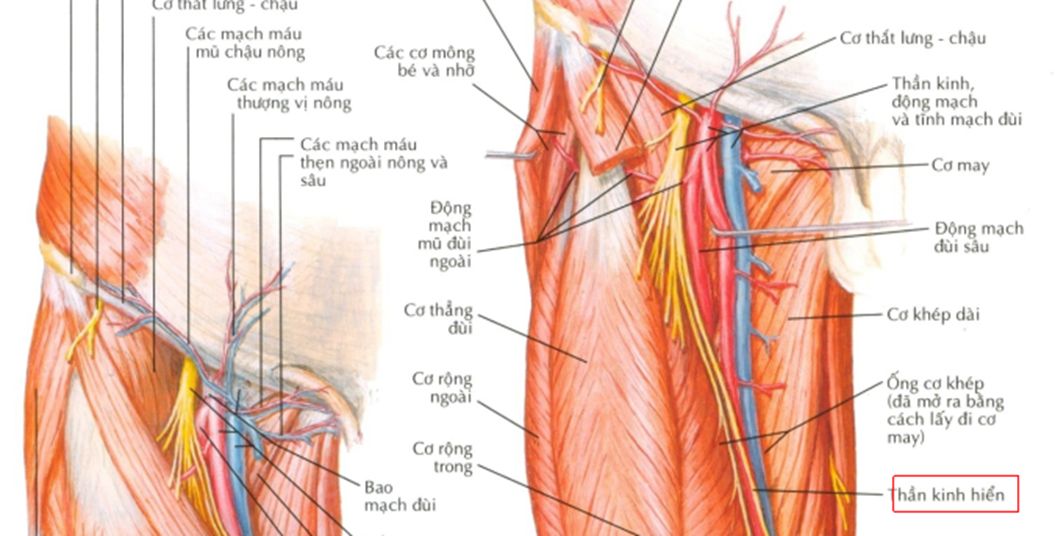 Cơ thắt lưng - chậu
Các mạch máu
mũ chậu nông
Các mạch máu
thượng vị nông
Các mạch máu
thẹn ngoài nông và
sâu
Bao
mạch đùi
Các cơ mông
bé và nhỡ
Động
mạch
mũ đùi
ngoài
Cơ thẳng
đùi
Cơ rộng
ngoài
Cơ rộng
trong
Cơ thắt lưng - chậu
Thần kinh,
động mạch
và tĩnh mạch đùi
Cơ may
Động mạch
đùi sâu
Cơ khép dài
Ống cơ khép
(đã mở ra bằng
cách lấy đi cơ
may)
Thần kinh hiển